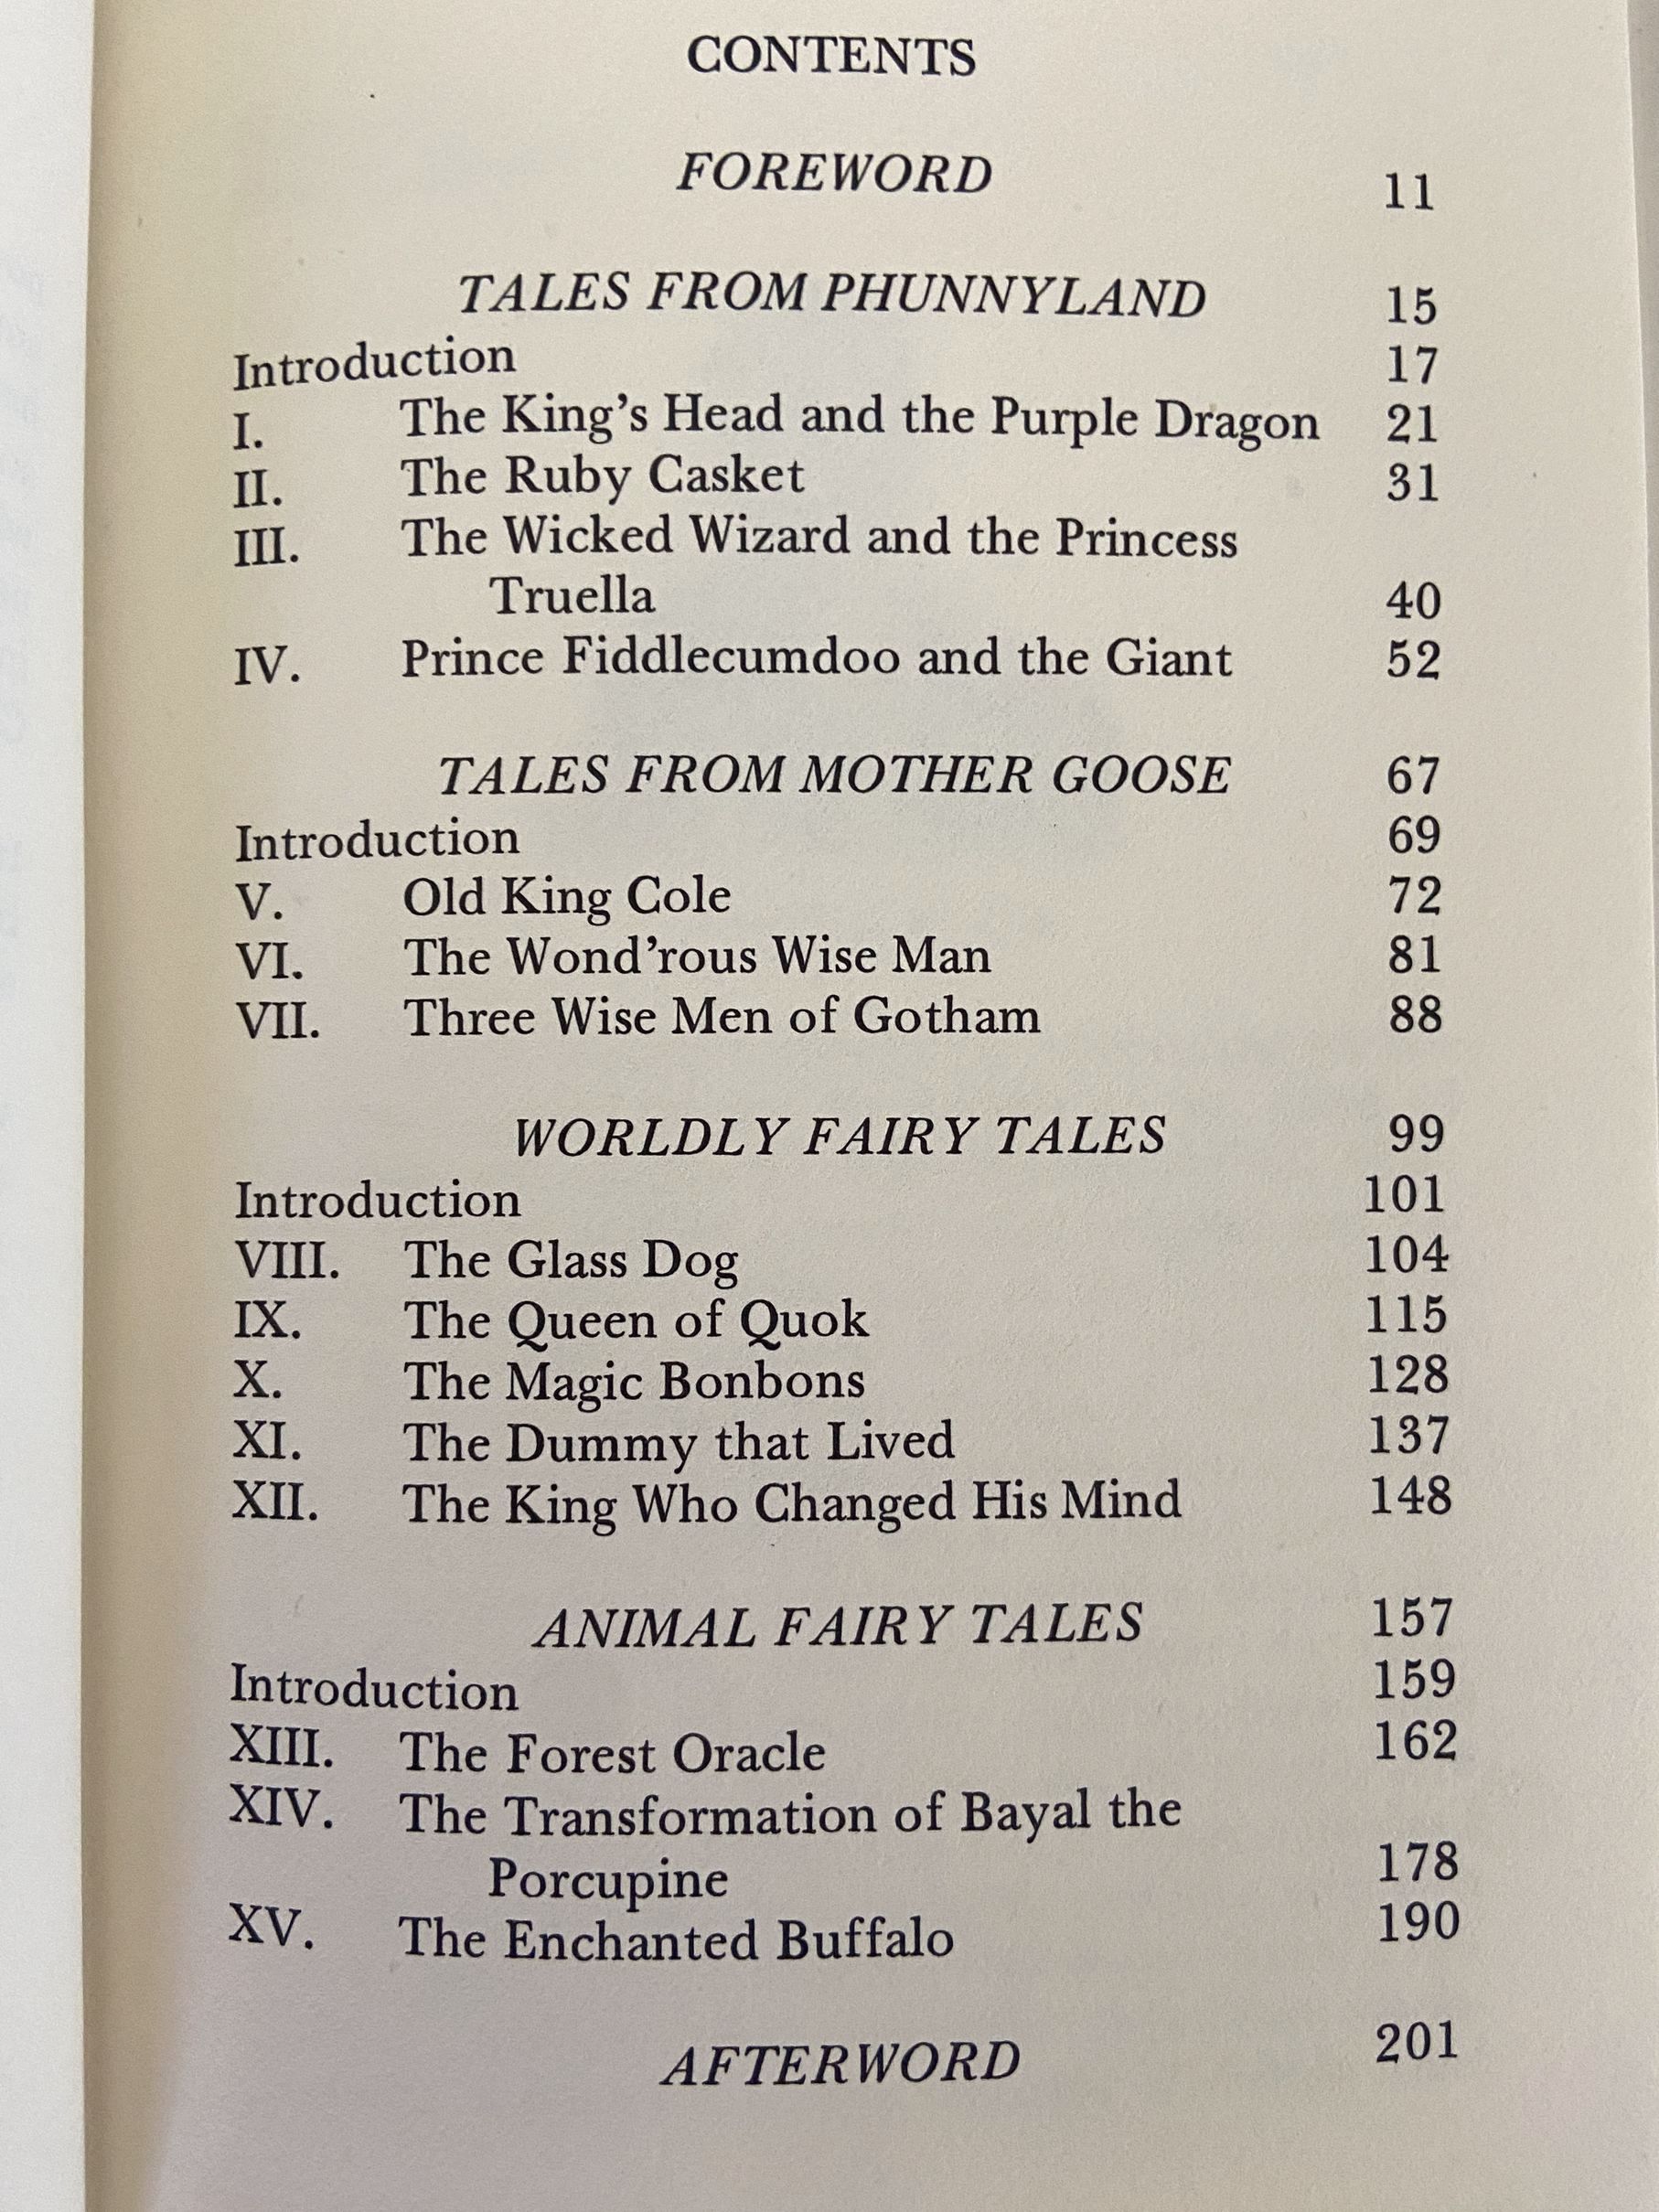 CONTENTS
FOREWORD 11
TALES FROM PHUNNYLAND 15
Introduction 17
I. The King’s Head and the Purple Dragon 21
II. The Ruby Casket 31
III. The Wicked Wizard and the Princess
Truella 40
IV. Prince Fiddlecumdoo and the Giant 52
TALES FROM MOTHER GOOSE 67
Introduction 69
V. Old King Cole 72
VI. The Wond’rous Wise Man 81
VII. Three Wise Men of Gotham 88
WORLDLY FAIRY TALES 99
Introduction 101
VIII. The Glass Dog 104
IX. The Queen of Quok 115
X. The Magic Bonbons 128
XI. The Dummy that Lived 137
XII. The King Who Changed His Mind 148
ANIMAL FAIRY TALES 157
Introduction 159
XIII. The Forest Oracle 162
XIV. The Transformation of Bayal the
Porcupine 178
XV. The Enchanted Buffalo 190
AFTERWORD 201